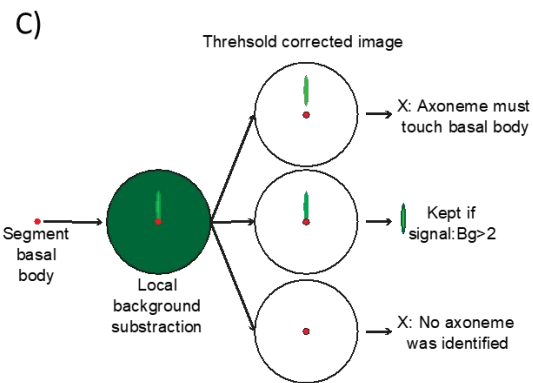 C)
Threhsold corrected image
X: Axoneme must
touch basal body
Segment
basal
body
Local
background
substraction
Kept if
signal:Bg>2
X: No axoneme
was identified